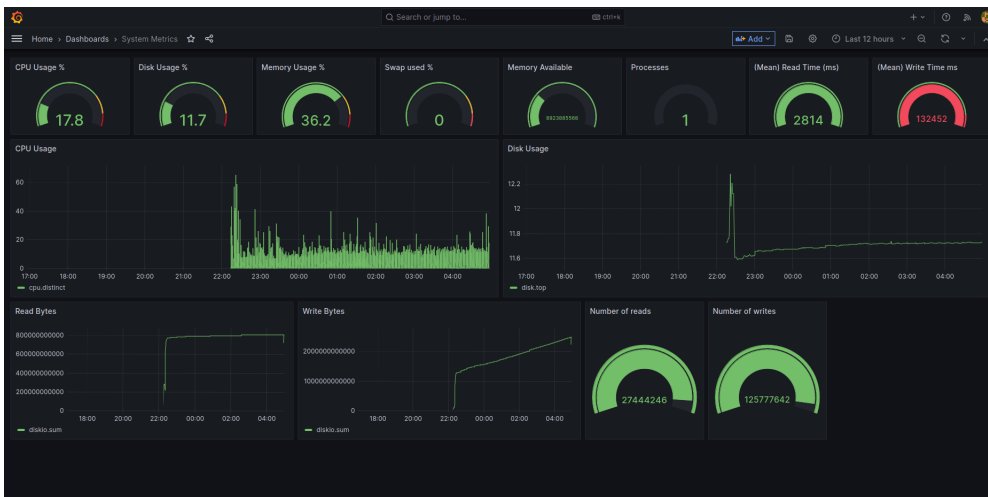 Search or jump to...
ctrl+k
Home › Dashboards › System Metrics
Add
Last 12 hours
CPU Usage %
Disk Usage %
Memory Usage %
Swap used %
Memory Available
Processes
(Mean) Read Time (ms)
(Mean) Write Time ms
17.8
11.7
36.2
0
1
2814
132452
CPU Usage
60
40
20
0
17:00 18:00 19:00 20:00 21:00 22:00 23:00 00:00 01:00 02:00 03:00 04:00
cpu.distinct
Disk Usage
12.2
12
11.8
11.6
17:00 18:00 19:00 20:00 21:00 22:00 23:00 00:00 01:00 02:00 03:00 04:00
disk.top
Read Bytes
800000000000
600000000000
400000000000
200000000000
0
18:00 20:00 22:00 00:00 02:00 04:00
diskio.sum
Write Bytes
2000000000000
1000000000000
0
18:00 20:00 22:00 00:00 02:00 04:00
diskio.sum
Number of reads
27444246
Number of writes
125777642